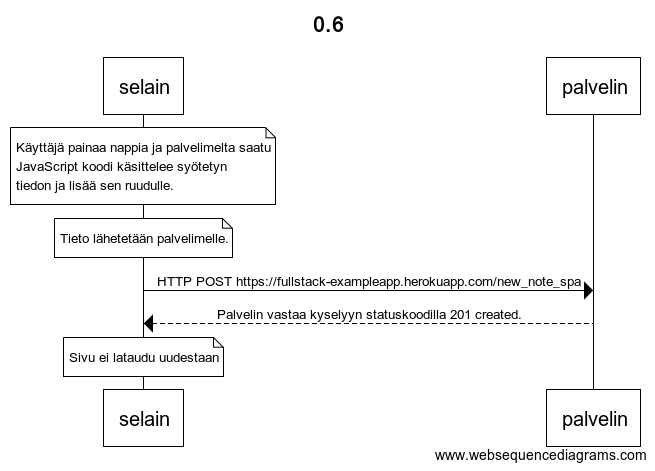 0.6
selain
palvelin
Käyttäjä painaa nappia ja palvelimelta saatu
JavaScript koodi käsittelee syötetyn
tiedon ja lisää sen ruudulle.
Tieto lähetetään palvelimelle.
HTTP POST https://fullstack-exampleapp.herokuapp.com/new_note_spa
Palvelin vastaa kyselyyn statuskoodilla 201 created.
Sivu ei lataudu uudestaan
selain
palvelin
www.websequencediagrams.com